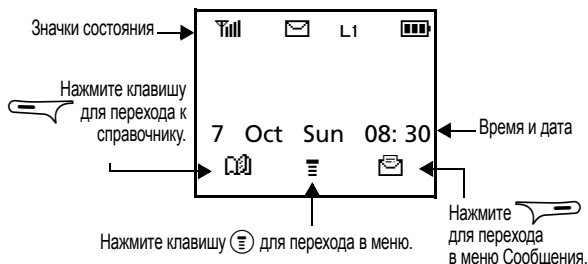 Значки состояния
L1
Нажмите клавишу
для перехода к
справочнику.
7 Oct Sun 08: 30
Время и дата
Нажмите клавишу для перехода в меню.
Нажмите
для перехода
в меню Сообщения.